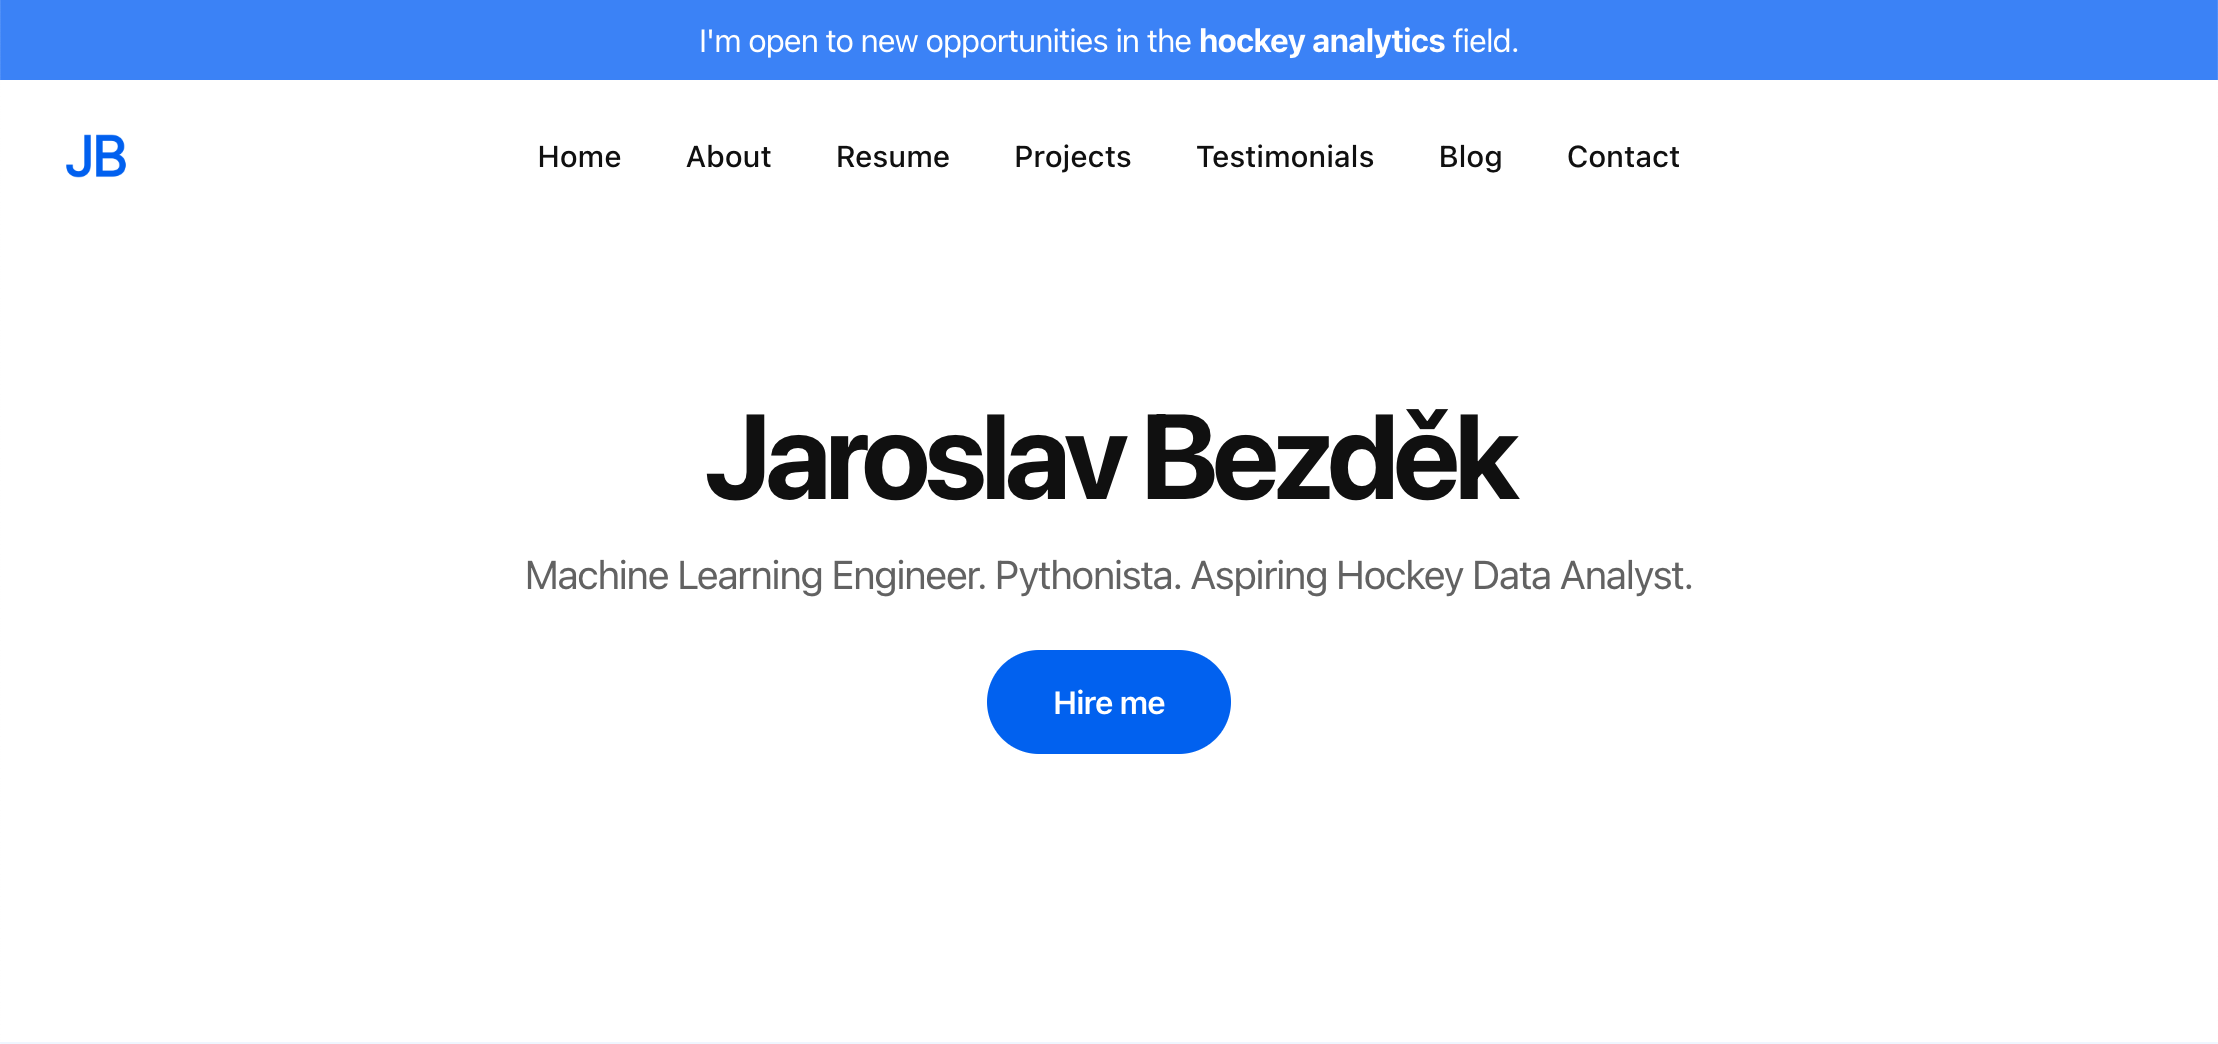 I'm open to new opportunities in the hockey analytics field.
JB
Home About Resume Projects Testimonials Blog Contact
Jaroslav Bezděk
Machine Learning Engineer. Pythonista. Aspiring Hockey Data Analyst.
Hire me